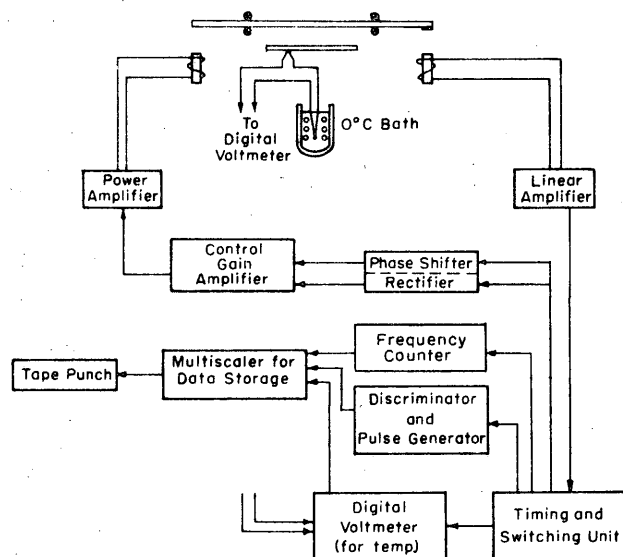 To
Digital
Voltmeter
0°C Bath
Power
Amplifier
Linear
Amplifier
Control
Gain
Amplifier
Phase Shifter
Rectifier
Frequency
Counter
Tape Punch
Multiscaler for
Data Storage
Discriminator
and
Pulse Generator
Digital
Voltmeter
(for temp)
Timing and
Switching Unit